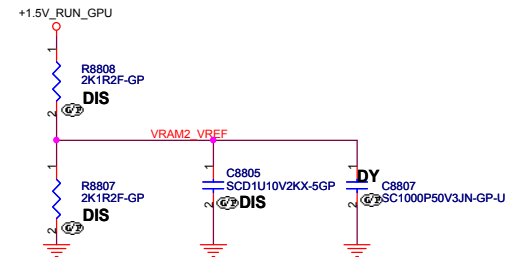 +1.5V_RUN_GPU
1
R8808
2K1R2F-GP
DIS
2
G/P
VRAM2_VREF
1
R8807
2K1R2F-GP
DIS
2
G/P
1
C8805
SCD1U10V2KX-5GP
2
G/P
DIS
1
DY
C8807
2
G/P
SC1000P50V3JN-GP-U